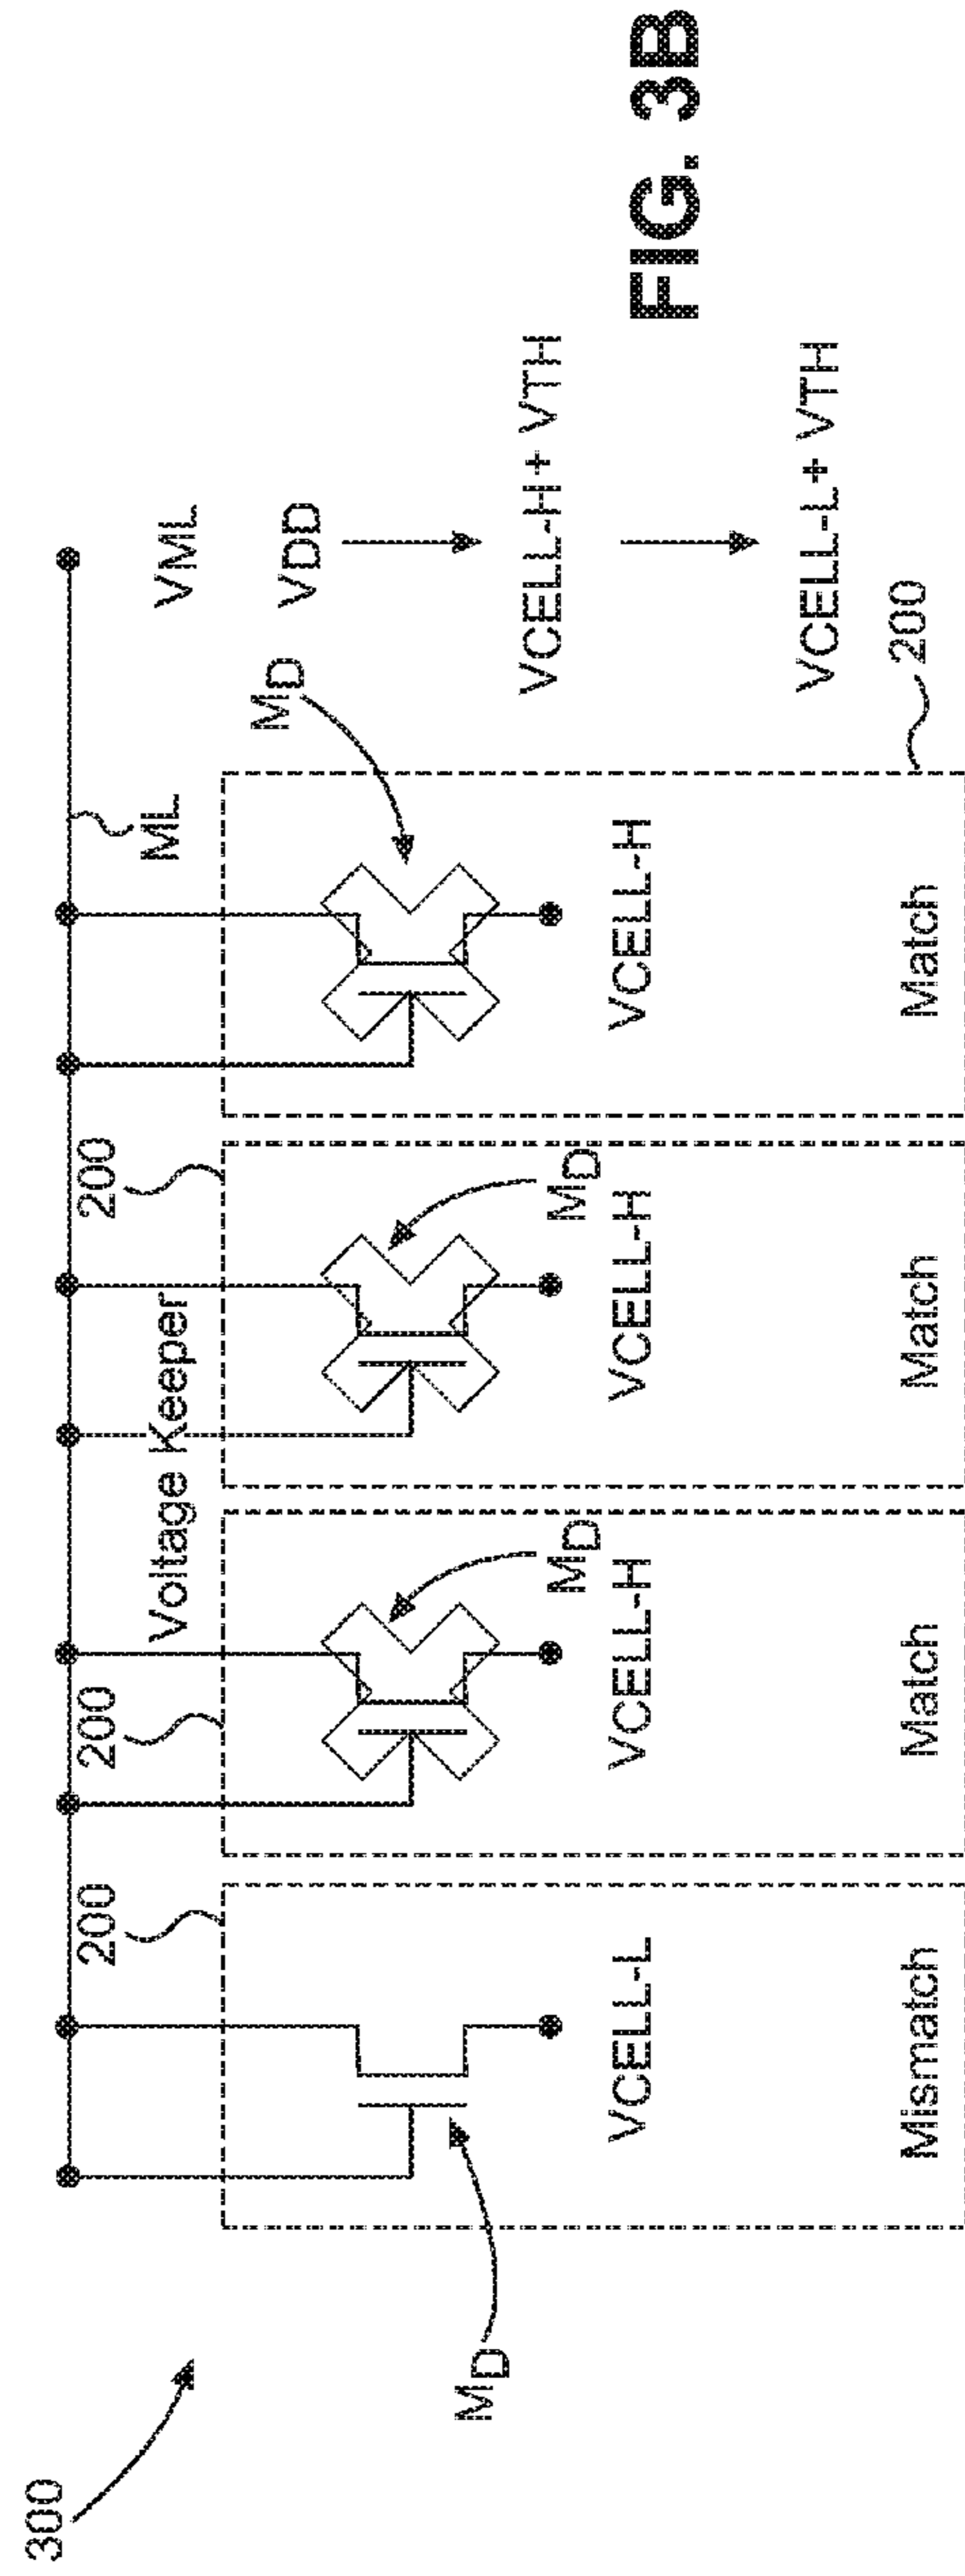 300
ML
VML
200
200
Voltage Keeper
200
MD
VDD
MD
MD
MD
VCELL-H + VTH
VCELL-L
VCELL-H
VCELL-H
VCELL-H
VCELL-L + VTH
200
Mismatch
Match
Match
Match
FIG. 3B